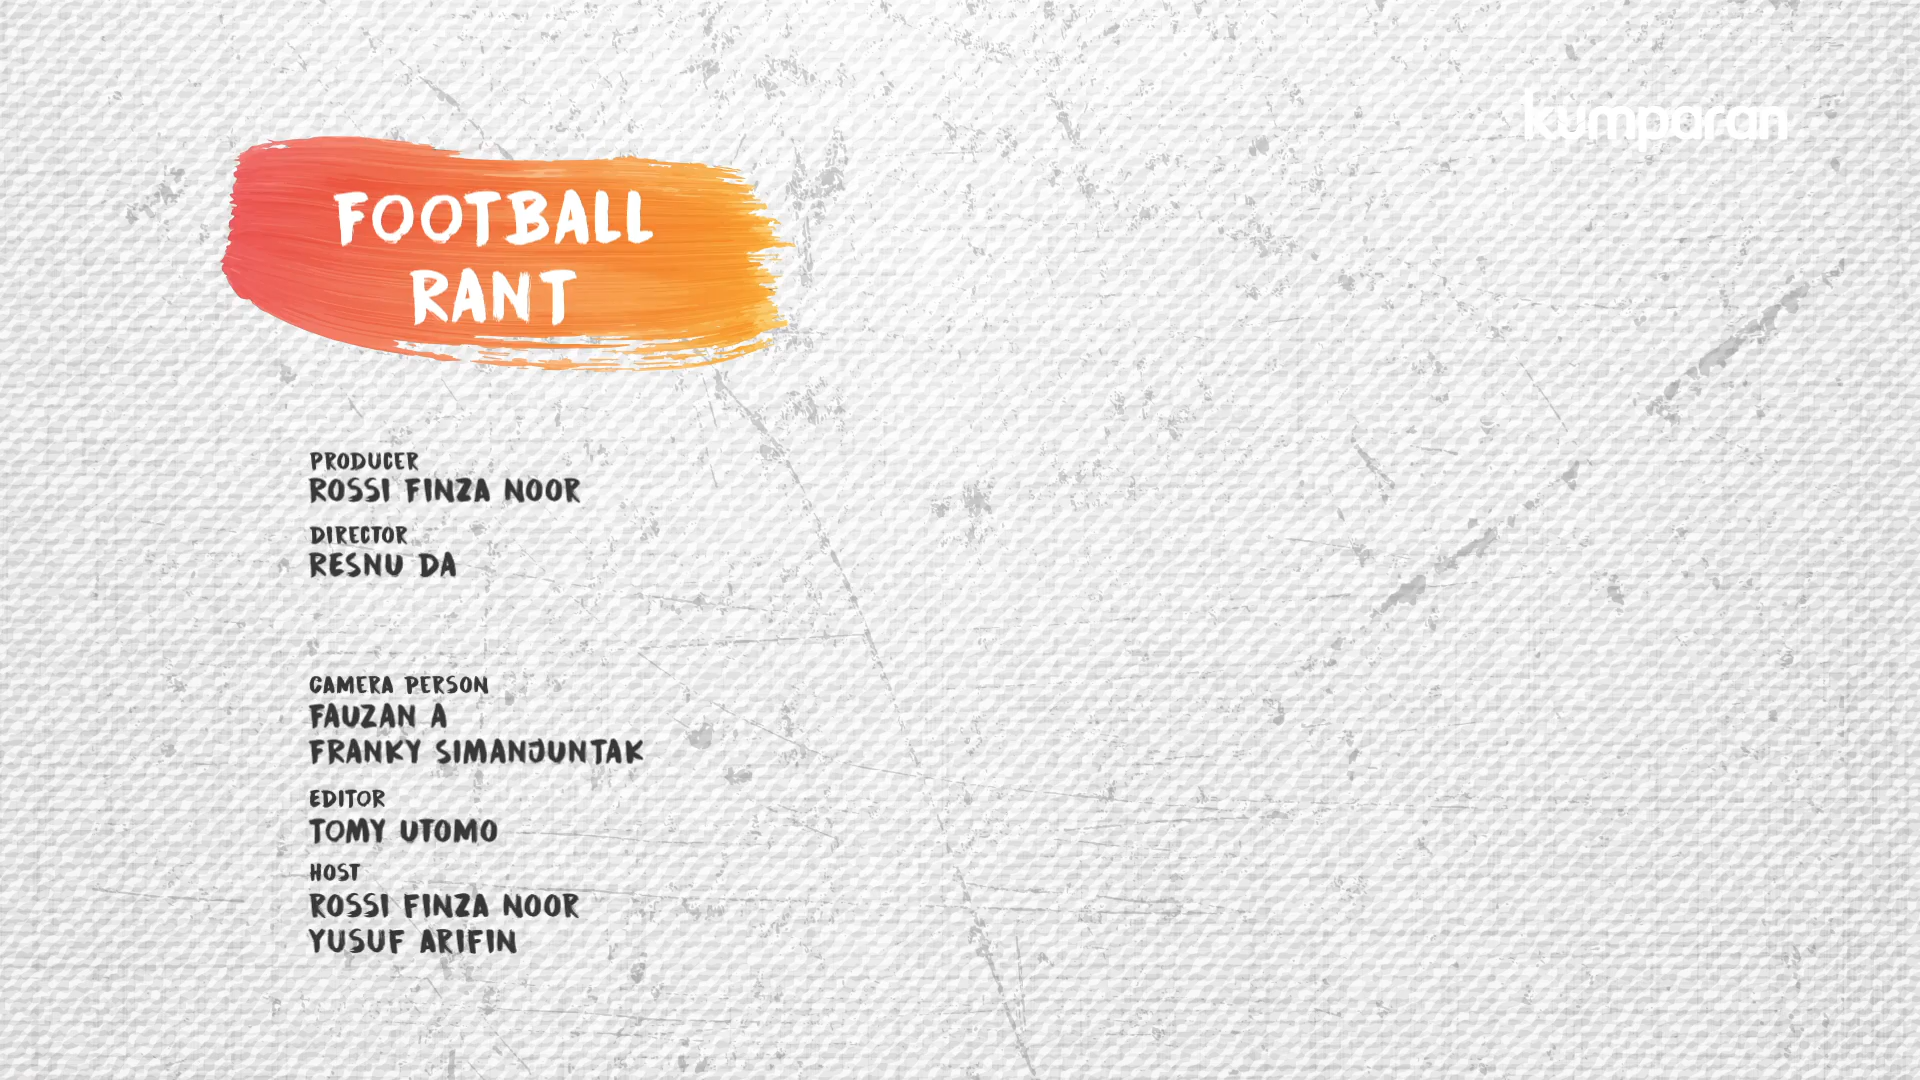 kumparan
FOOTBALL
RANT
PRODUCER
ROSSI FINZA NOOR
DIRECTOR
RESNU DA
CAMERA PERSON
FAUZAN A
FRANKY SIMANJUNTAK
EDITOR
TOMY UTOMO
HOST
ROSSI FINZA NOOR
YUSUF ARIFIN